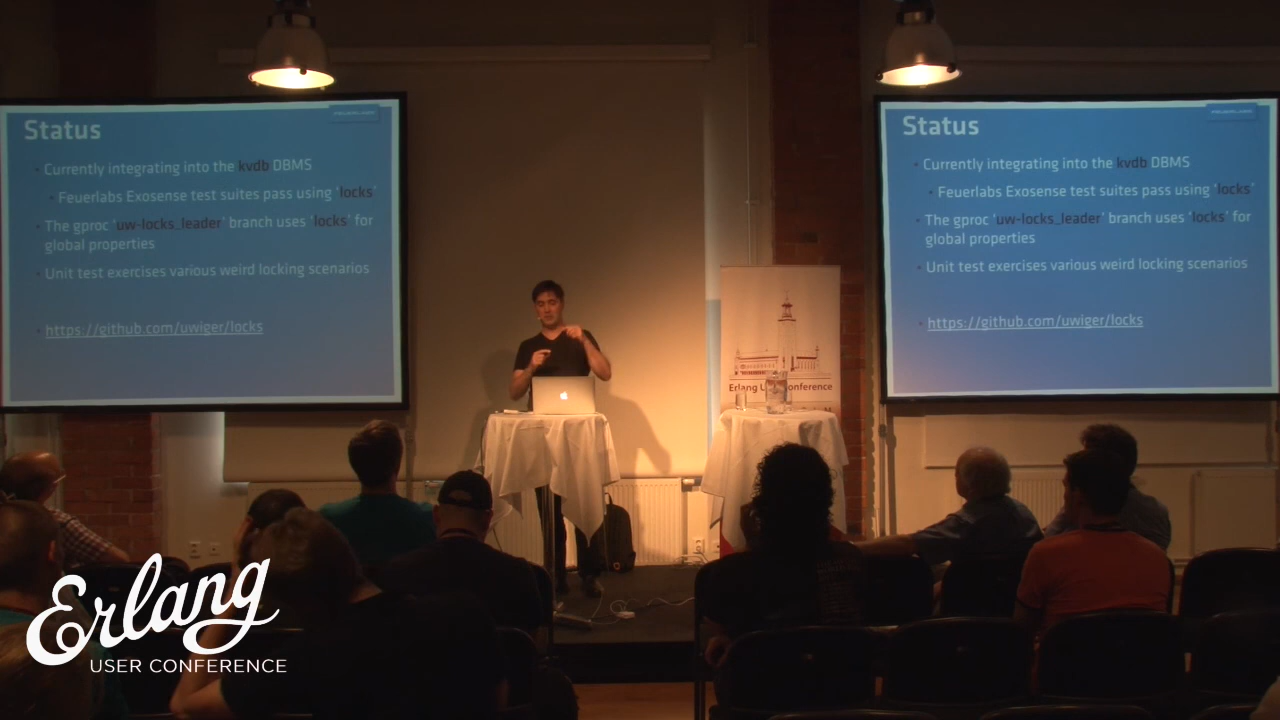 Status
• Currently integrating into the kvdb DBMS
• Feuerlabs Exosense test suites pass using 'locks'
• The gproc 'uw-locks_leader' branch uses 'locks' for
global properties
• Unit test exercises various weird locking scenarios
• https://github.com/uwiger/locks
Status
• Currently integrating into the kvdb DBMS
• Feuerlabs Exosense test suites pass using 'locks'
• The gproc 'uw-locks_leader' branch uses 'locks' for
global properties
• Unit test exercises various weird locking scenarios
• https://github.com/uwiger/locks
Erlang Conference
Erlang
USER CONFERENCE